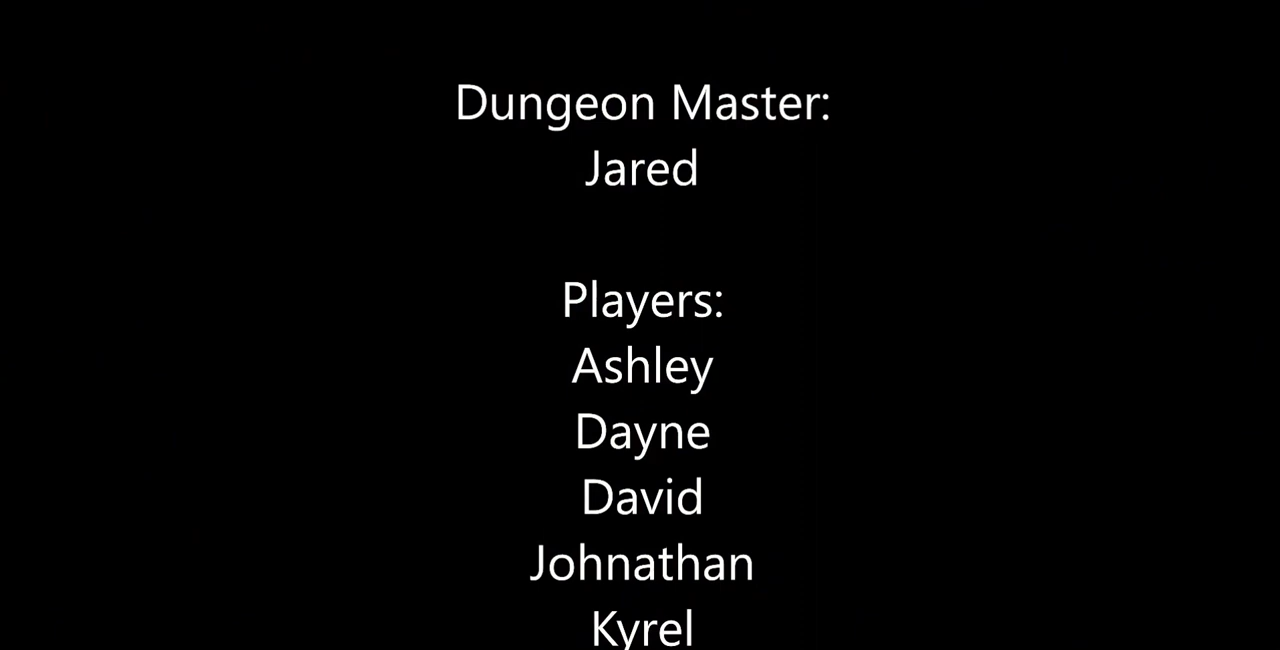 Dungeon Master:
Jared
Players:
Ashley
Dayne
David
Johnathan
Kyrel